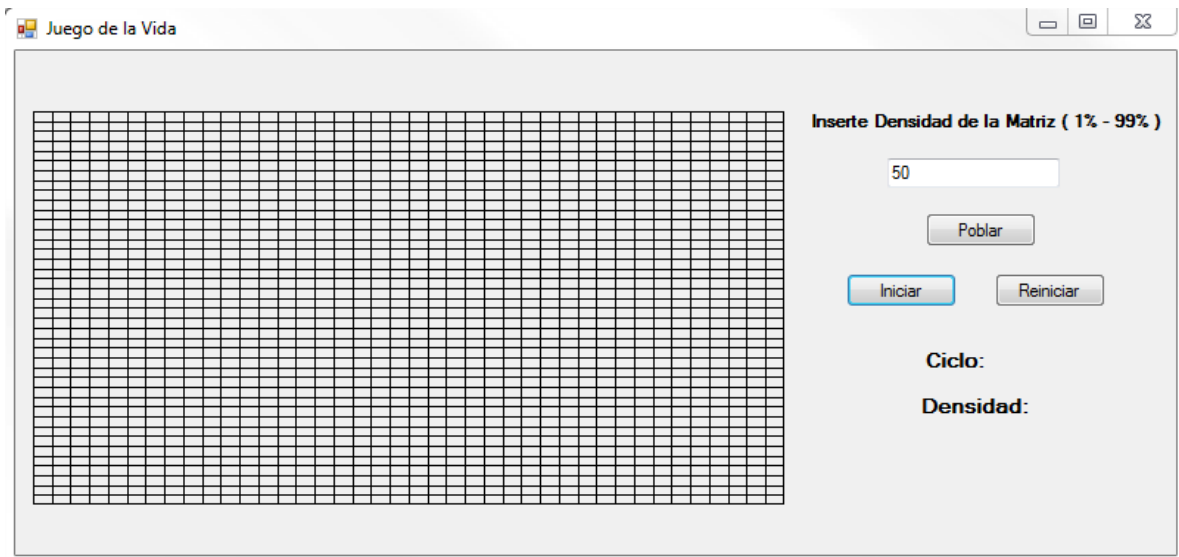 Juego de la Vida
Inserte Densidad de la Matriz ( 1% - 99% )
50
Poblar
Iniciar Reiniciar
Ciclo:
Densidad: